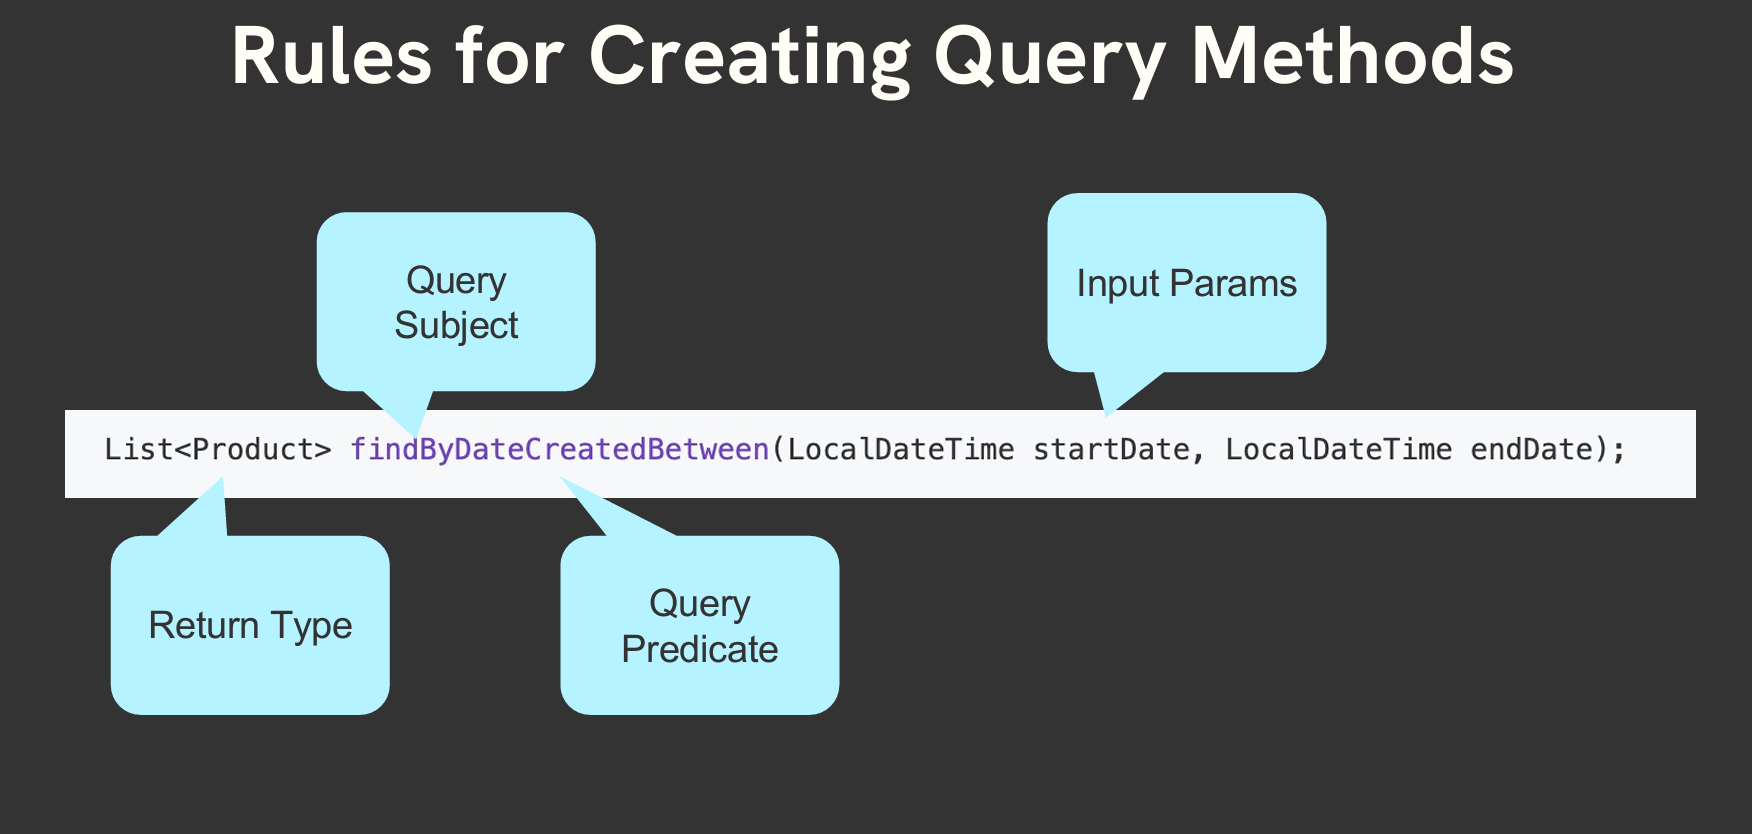 Rules for Creating Query Methods
Query
Subject
Input Params
List<Product> findByDateCreatedBetween(LocalDateTime startDate, LocalDateTime endDate);
Return Type
Query
Predicate